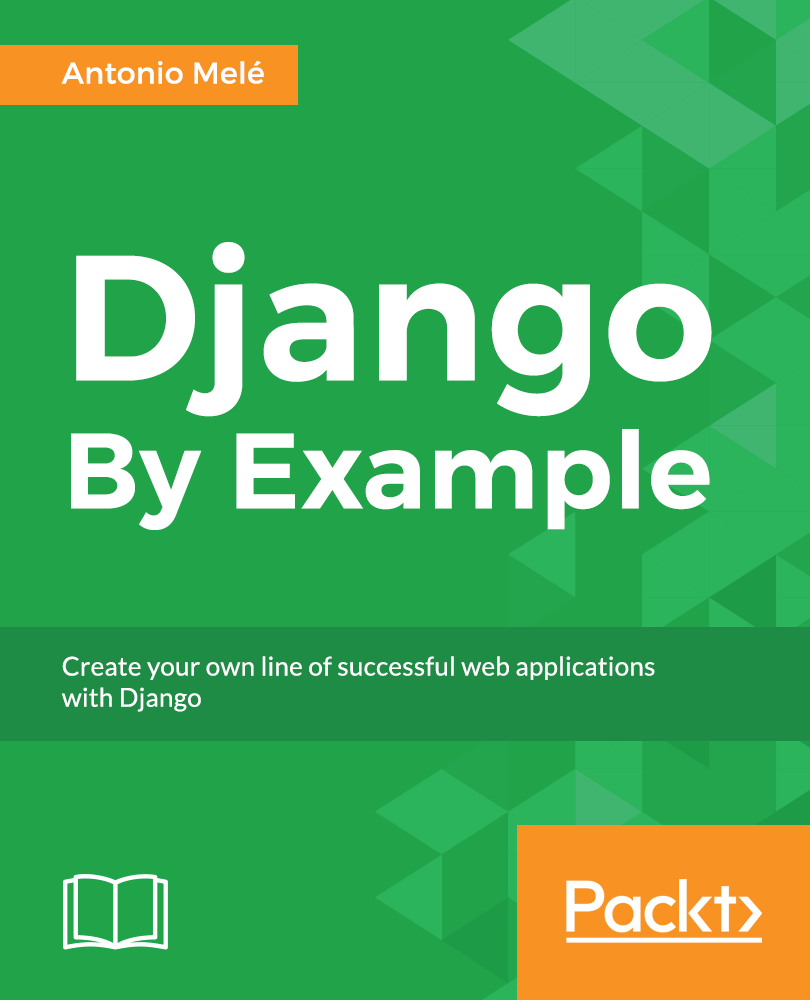 Antonio Melé
Django
By Example
Create your own line of successful web applications
with Django
Packt